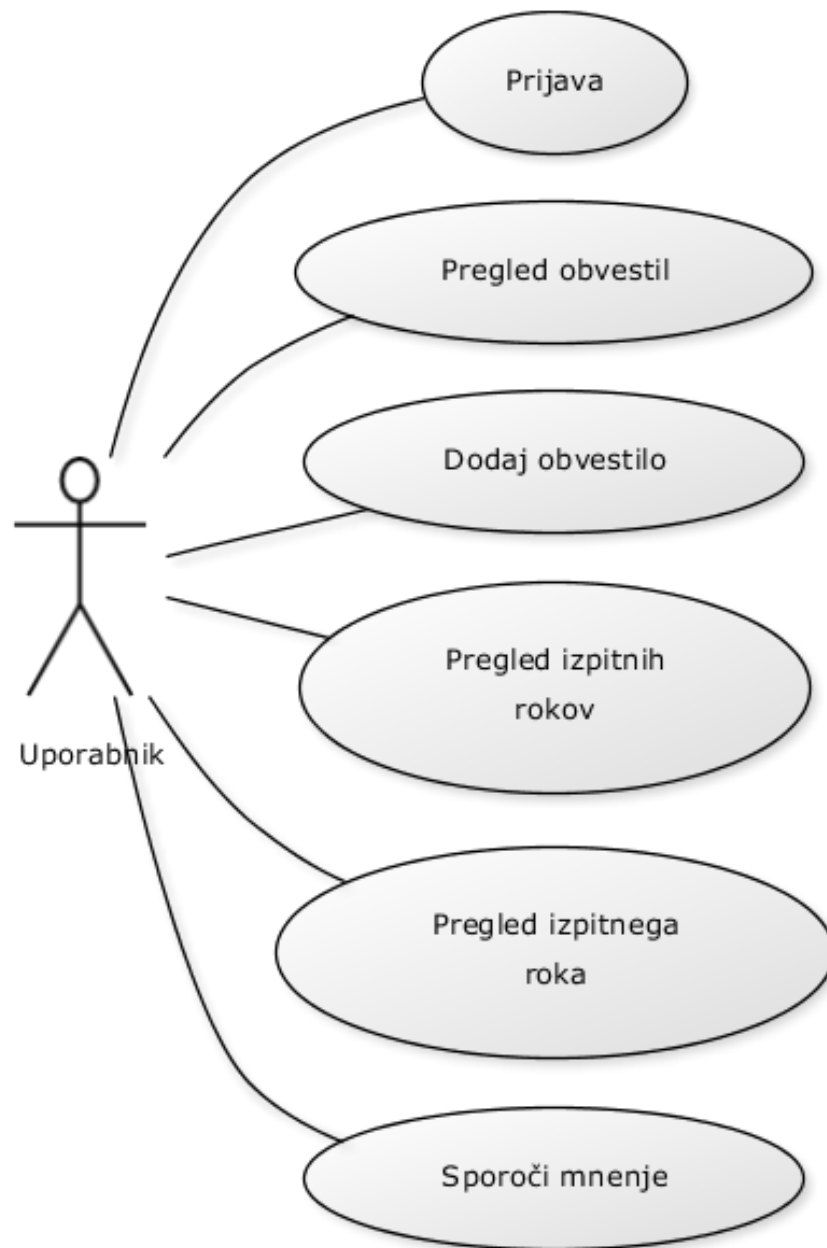 Prijava
Pregled obvestil
Dodaj obvestilo
Pregled izpitnih
rokov
Uporabnik
Pregled izpitnega
roka
Sporoči mnenje